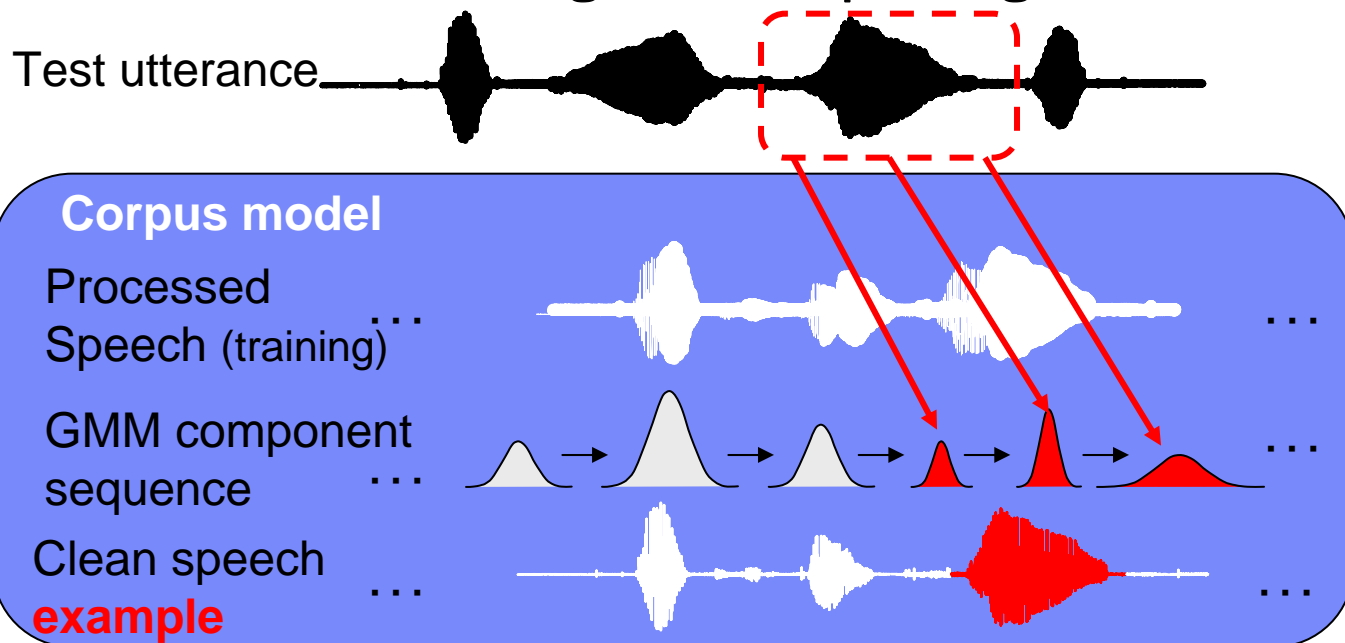 Test utterance
Corpus model
Processed
Speech (training)
...
...
GMM component
sequence
...
...
Clean speech
example
...
...